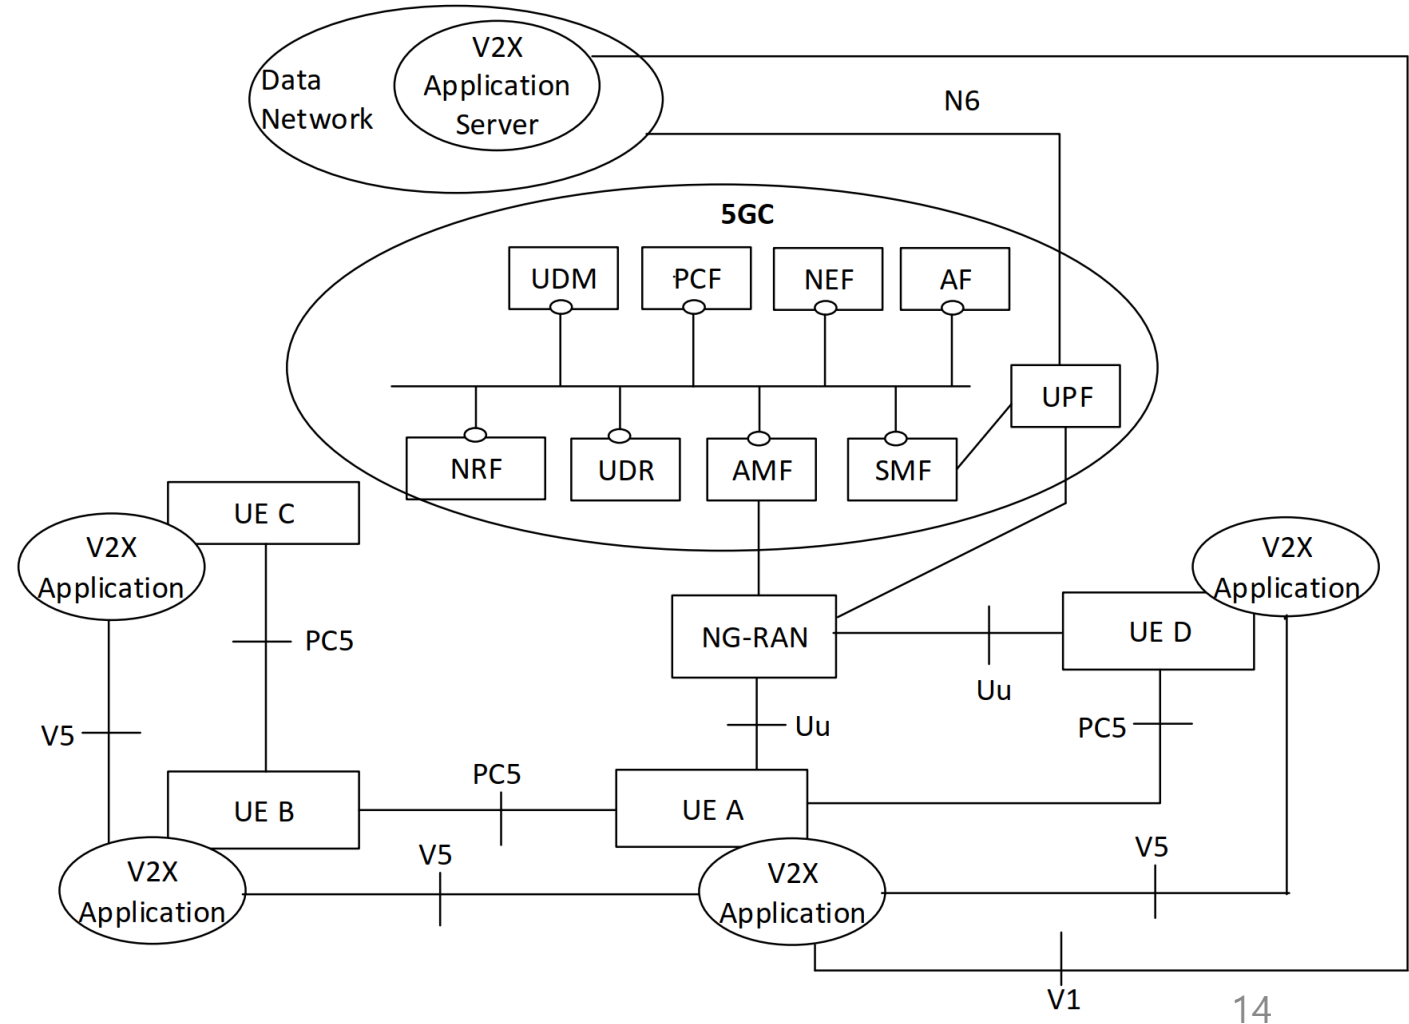 V2X
Application
Server
Data
Network
N6
5GC
UDM
PCF
NEF
AF
UPF
NRF
UDR
AMF
SMF
UE C
V2X
Application
V2X
Application
UE D
NG-RAN
PC5
Uu
Uu
PC5
V5
PC5
UE B
UE A
V5
V5
V2X
Application
V2X
Application
V1
14